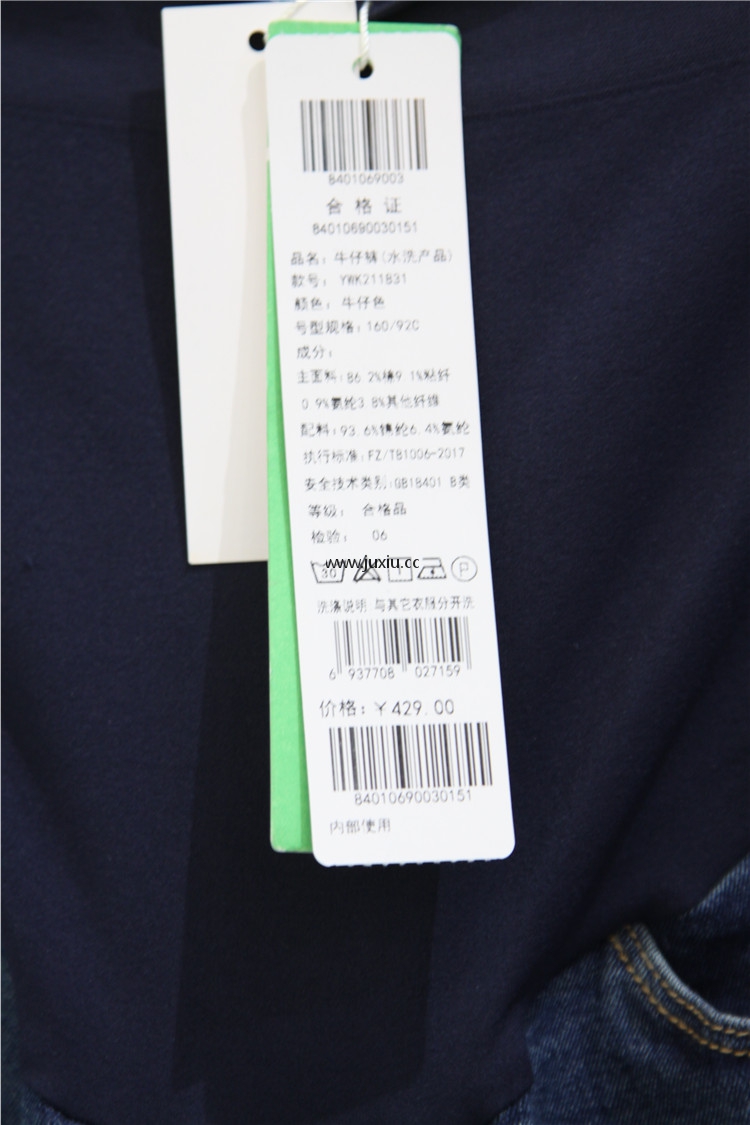 8401069003
合格证
84010690030151
品名：牛仔裤(水洗产品)
款号： YWK211831
颜色：牛仔色
号型规格：160/92C
成分：
主面料：86 2%棉9 1%粘纤
0.9%氨纶3 8%其他纤维
配料：93.6%锦纶6.4%氨纶
执行标准：FZ/T81006-2017
安全技术类别：GB18401 B类
等级： 合格品
检验： 06
www.juxiu.cc
30 P
洗涤说明 与其它衣服分开洗
6 937708 027159
价格：￥429.00
84010690030151
内部使用